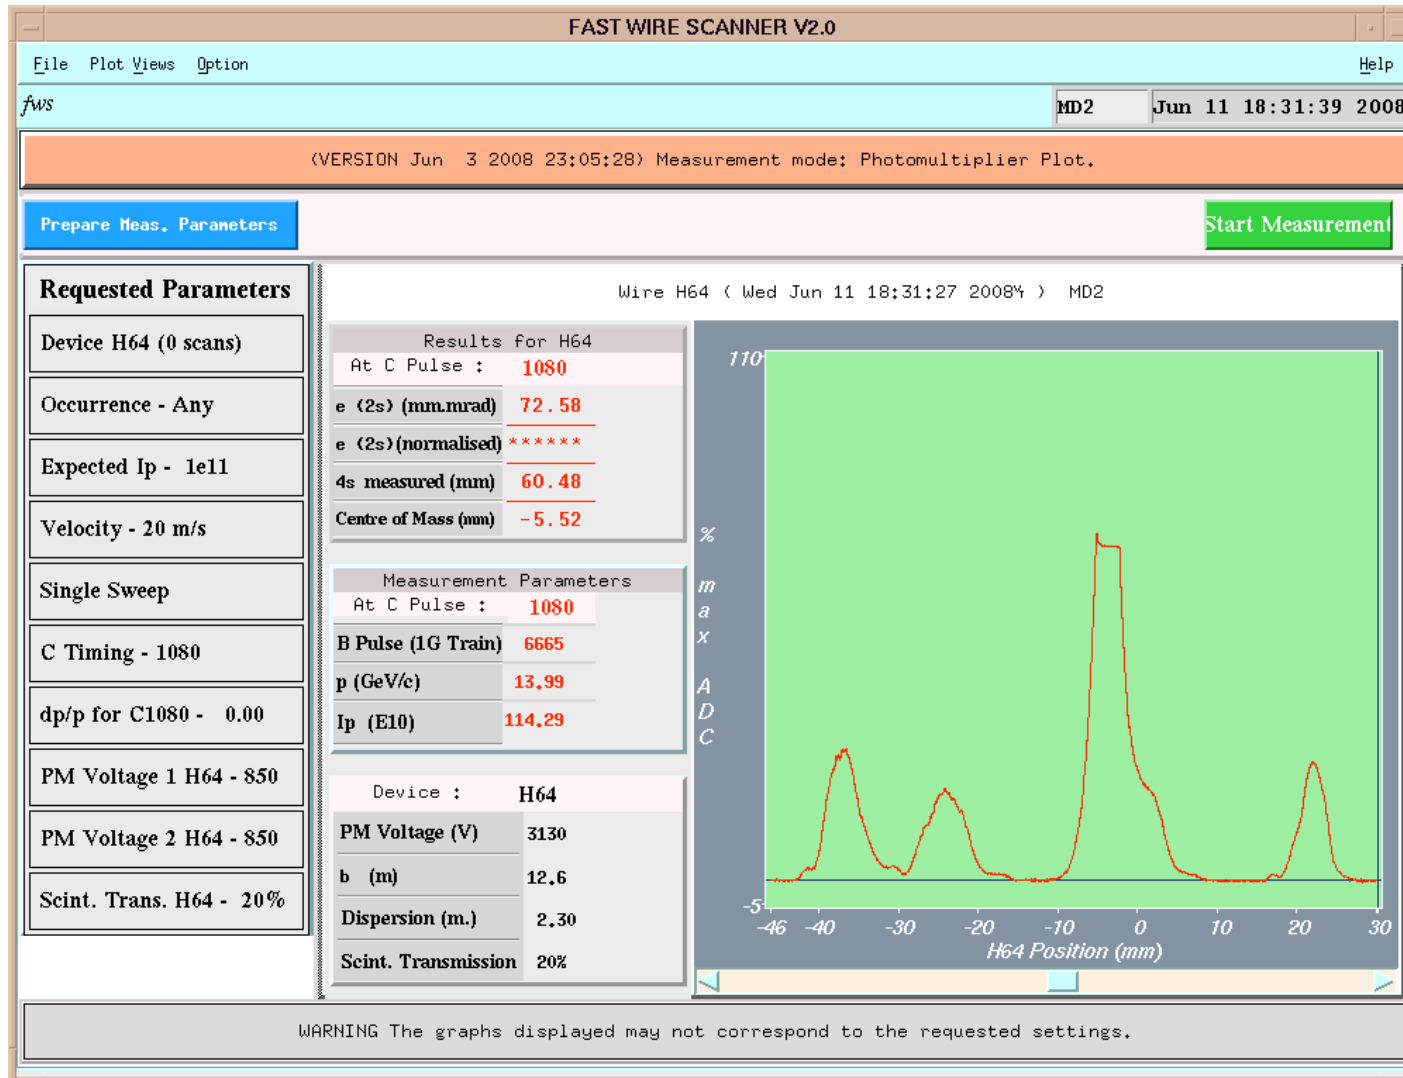 FAST WIRE SCANNER V2.0
File Plot Views Option Help
fws MD2 Jun 11 18:31:39 2008
(VERSION Jun 3 2008 23:05:28) Measurement mode: Photomultiplier Plot.
Prepare Meas. Parameters
Start Measurement
Requested Parameters
Device H64 (0 scans)
Occurrence - Any
Expected Ip - 1e11
Velocity - 20 m/s
Single Sweep
C Timing - 1080
dp/p for C1080 - 0.00
PM Voltage 1 H64 - 850
PM Voltage 2 H64 - 850
Scint. Trans. H64 - 20%
Wire H64 ( Wed Jun 11 18:31:27 2008¼ ) MD2
Results for H64
At C Pulse : 1080
e (2s) (mm.mrad) 72.58
e (2s)(normalised) ******
4s measured (mm) 60.48
Centre of Mass (mm) -5.52
Measurement Parameters
At C Pulse : 1080
B Pulse (1G Train) 6665
p (GeV/c) 13.99
Ip (E10) 114.29
Device : H64
PM Voltage (V) 3130
b (m) 12.6
Dispersion (m.) 2.30
Scint. Transmission 20%
110
% max ADC
-5
-46 -40 -30 -20 -10 0 10 20 30
H64 Position (mm)
WARNING The graphs displayed may not correspond to the requested settings.